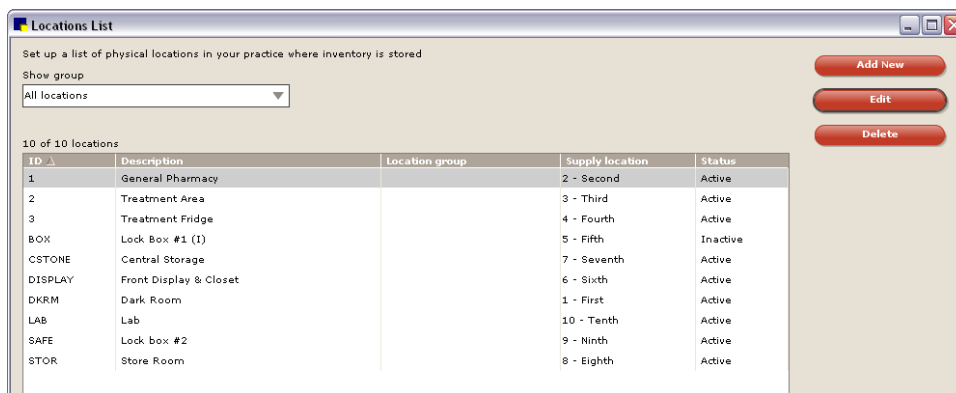 Locations List
Set up a list of physical locations in your practice where inventory is stored
Show group
All locations
Add New
Edit
Delete
10 of 10 locations
ID Description Location group Supply location Status
1 General Pharmacy 2 - Second Active
2 Treatment Area 3 - Third Active
3 Treatment Fridge 4 - Fourth Active
BOX Lock Box #1 (I) 5 - Fifth Inactive
CSTONE Central Storage 7 - Seventh Active
DISPLAY Front Display & Closet 6 - Sixth Active
DKRM Dark Room 1 - First Active
LAB Lab 10 - Tenth Active
SAFE Lock box #2 9 - Ninth Active
STOR Store Room 8 - Eighth Active